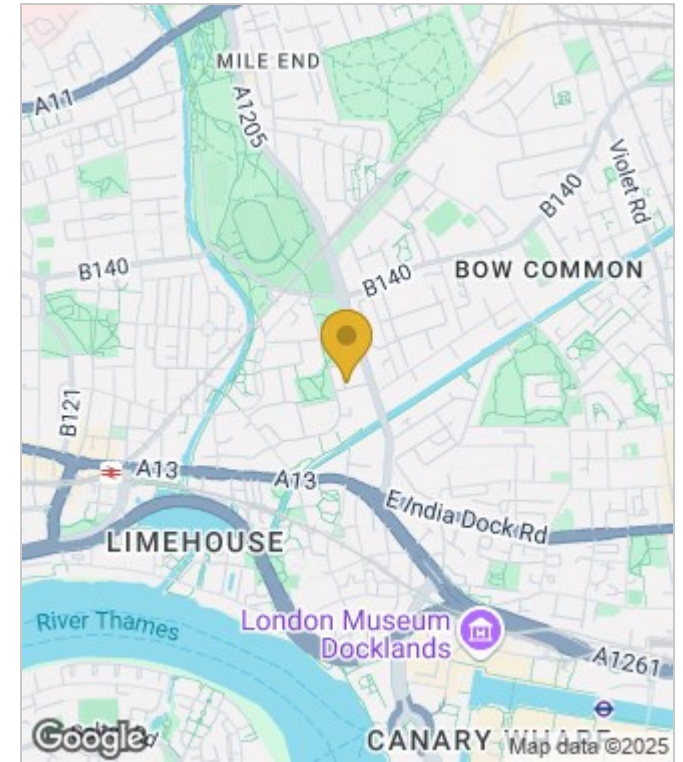 MILE END
A11
A1205
Violet Rd
B140
B140
B140
BOW COMMON
B121
A13
A13
E India Dock Rd
LIMEHOUSE
River Thames
London Museum
Docklands
A1261
CANARY WHARF
Google
Map data ©2025